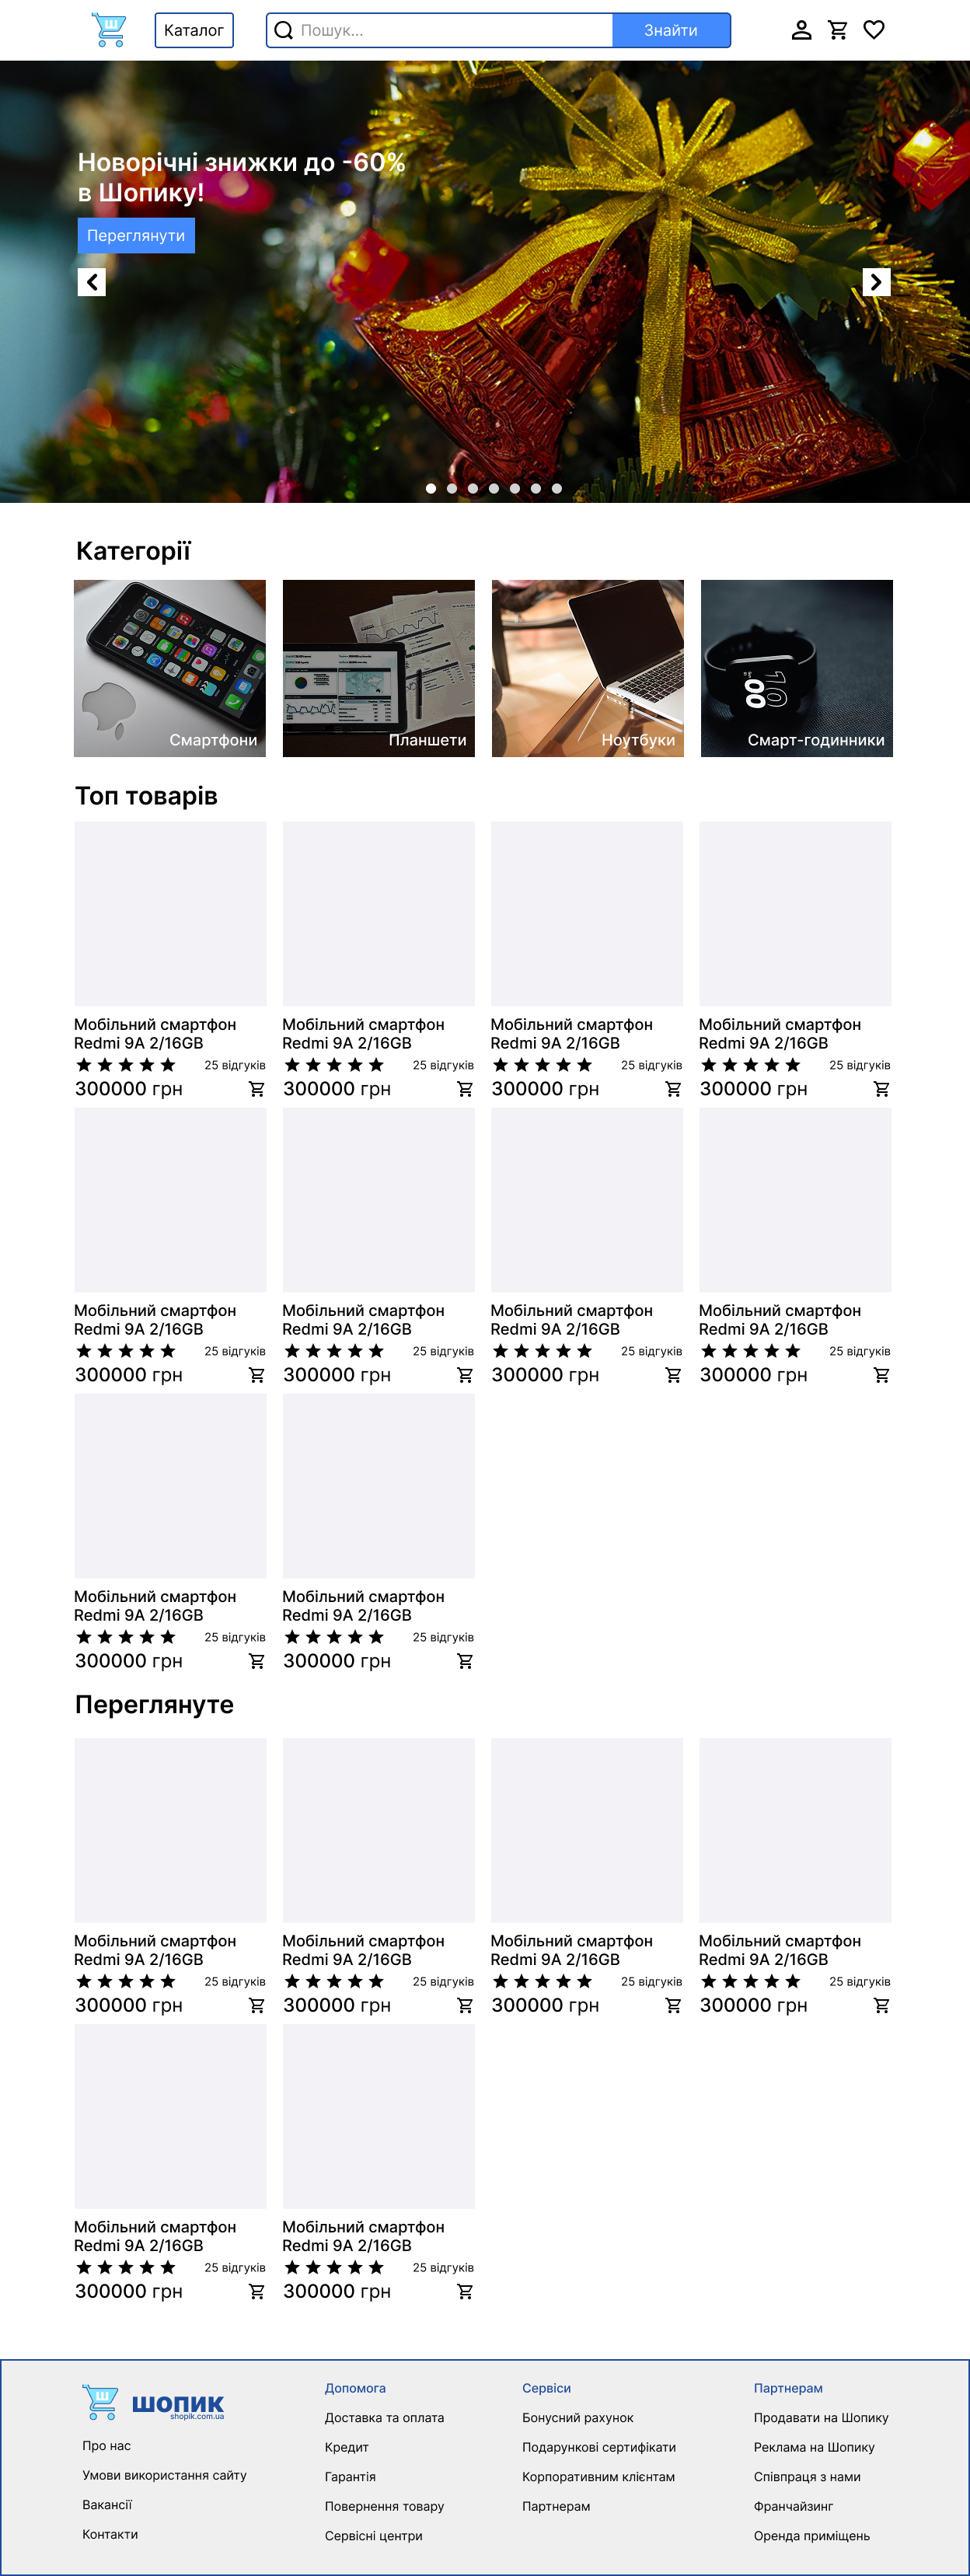 Ш
Каталог
Пошук...
Знайти
Новорічні знижки до -60%
в Шопику!
Переглянути
Категорії
Смартфони
Планшети
Ноутбуки
Смарт-годинники
Топ товарів
Мобільний смартфон Мобільний смартфон Мобільний смартфон Мобільний смартфон
Redmi 9A 2/16GB Redmi 9A 2/16GB Redmi 9A 2/16GB Redmi 9A 2/16GB
25 відгуків 25 відгуків 25 відгуків 25 відгуків
300000 грн 300000 грн 300000 грн 300000 грн
Мобільний смартфон Мобільний смартфон Мобільний смартфон Мобільний смартфон
Redmi 9A 2/16GB Redmi 9A 2/16GB Redmi 9A 2/16GB Redmi 9A 2/16GB
25 відгуків 25 відгуків 25 відгуків 25 відгуків
300000 грн 300000 грн 300000 грн 300000 грн
Мобільний смартфон Мобільний смартфон
Redmi 9A 2/16GB Redmi 9A 2/16GB
25 відгуків 25 відгуків
300000 грн 300000 грн
Переглянуте
Мобільний смартфон Мобільний смартфон Мобільний смартфон Мобільний смартфон
Redmi 9A 2/16GB Redmi 9A 2/16GB Redmi 9A 2/16GB Redmi 9A 2/16GB
25 відгуків 25 відгуків 25 відгуків 25 відгуків
300000 грн 300000 грн 300000 грн 300000 грн
Мобільний смартфон Мобільний смартфон
Redmi 9A 2/16GB Redmi 9A 2/16GB
25 відгуків 25 відгуків
300000 грн 300000 грн
Ш
шопик
shopik.com.ua
Про нас
Умови використання сайту
Вакансії
Контакти
Допомога
Доставка та оплата
Кредит
Гарантія
Повернення товару
Сервісні центри
Сервіси
Бонусний рахунок
Подарункові сертифікати
Корпоративним клієнтам
Партнерам
Партнерам
Продавати на Шопику
Реклама на Шопику
Співпраця з нами
Франчайзинг
Оренда приміщень